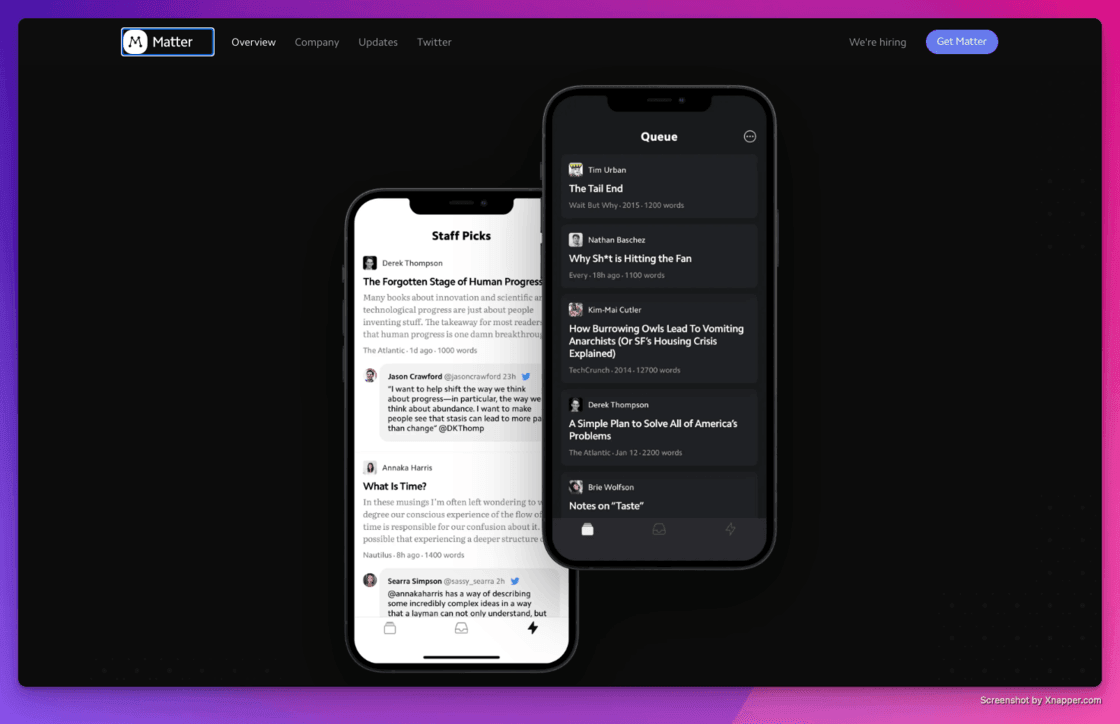 Matter
Overview
Company
Updates
Twitter
We're hiring
Get Matter
Staff Picks
Derek Thompson
The Forgotten Stage of Human Progress
Many books about innovation and scientific an
technological progress are just about people
inventing stuff. The takeaway for most readers
that human progress is one damn breakthroug
The Atlantic · 1d ago · 1000 words
Jason Crawford @jasoncrawford 23h
"I want to help shift the way we think
about progress—in particular, the way we
think about abundance. I want to make
people see that stasis can lead to more pa
than change" @DKThomp
Annaka Harris
What Is Time?
In these musings I'm often left wondering to w
degree our conscious experience of the flow of
time is responsible for our confusion about it.
possible that experiencing a deeper structure
Nautilus · 8h ago · 1400 words
Searra Simpson @sassy_searra 2h
@annakaharris has a way of describing
some incredibly complex ideas in a way
that a layman can not only understand, but
Queue
Tim Urban
The Tail End
Wait But Why · 2015 · 1200 words
Nathan Baschez
Why Sh*t is Hitting the Fan
Every · 18h ago · 1100 words
Kim-Mai Cutler
How Burrowing Owls Lead To Vomiting
Anarchists (Or SF's Housing Crisis
Explained)
TechCrunch · 2014 · 12700 words
Derek Thompson
A Simple Plan to Solve All of America's
Problems
The Atlantic · Jan 12 · 2200 words
Brie Wolfson
Notes on "Taste"
Screenshot by Xnapper.com